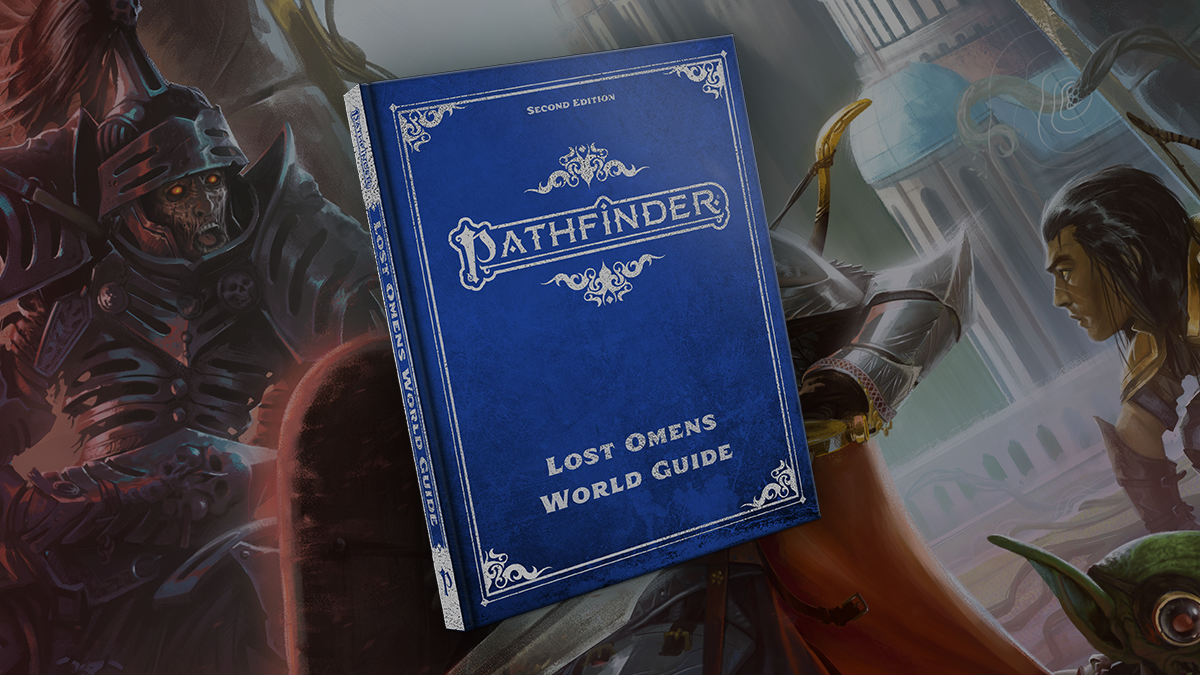 Second Edition
Pathfinder
Lost Omens
World Guide
Pathfinder
Lost Omens World Guide
P